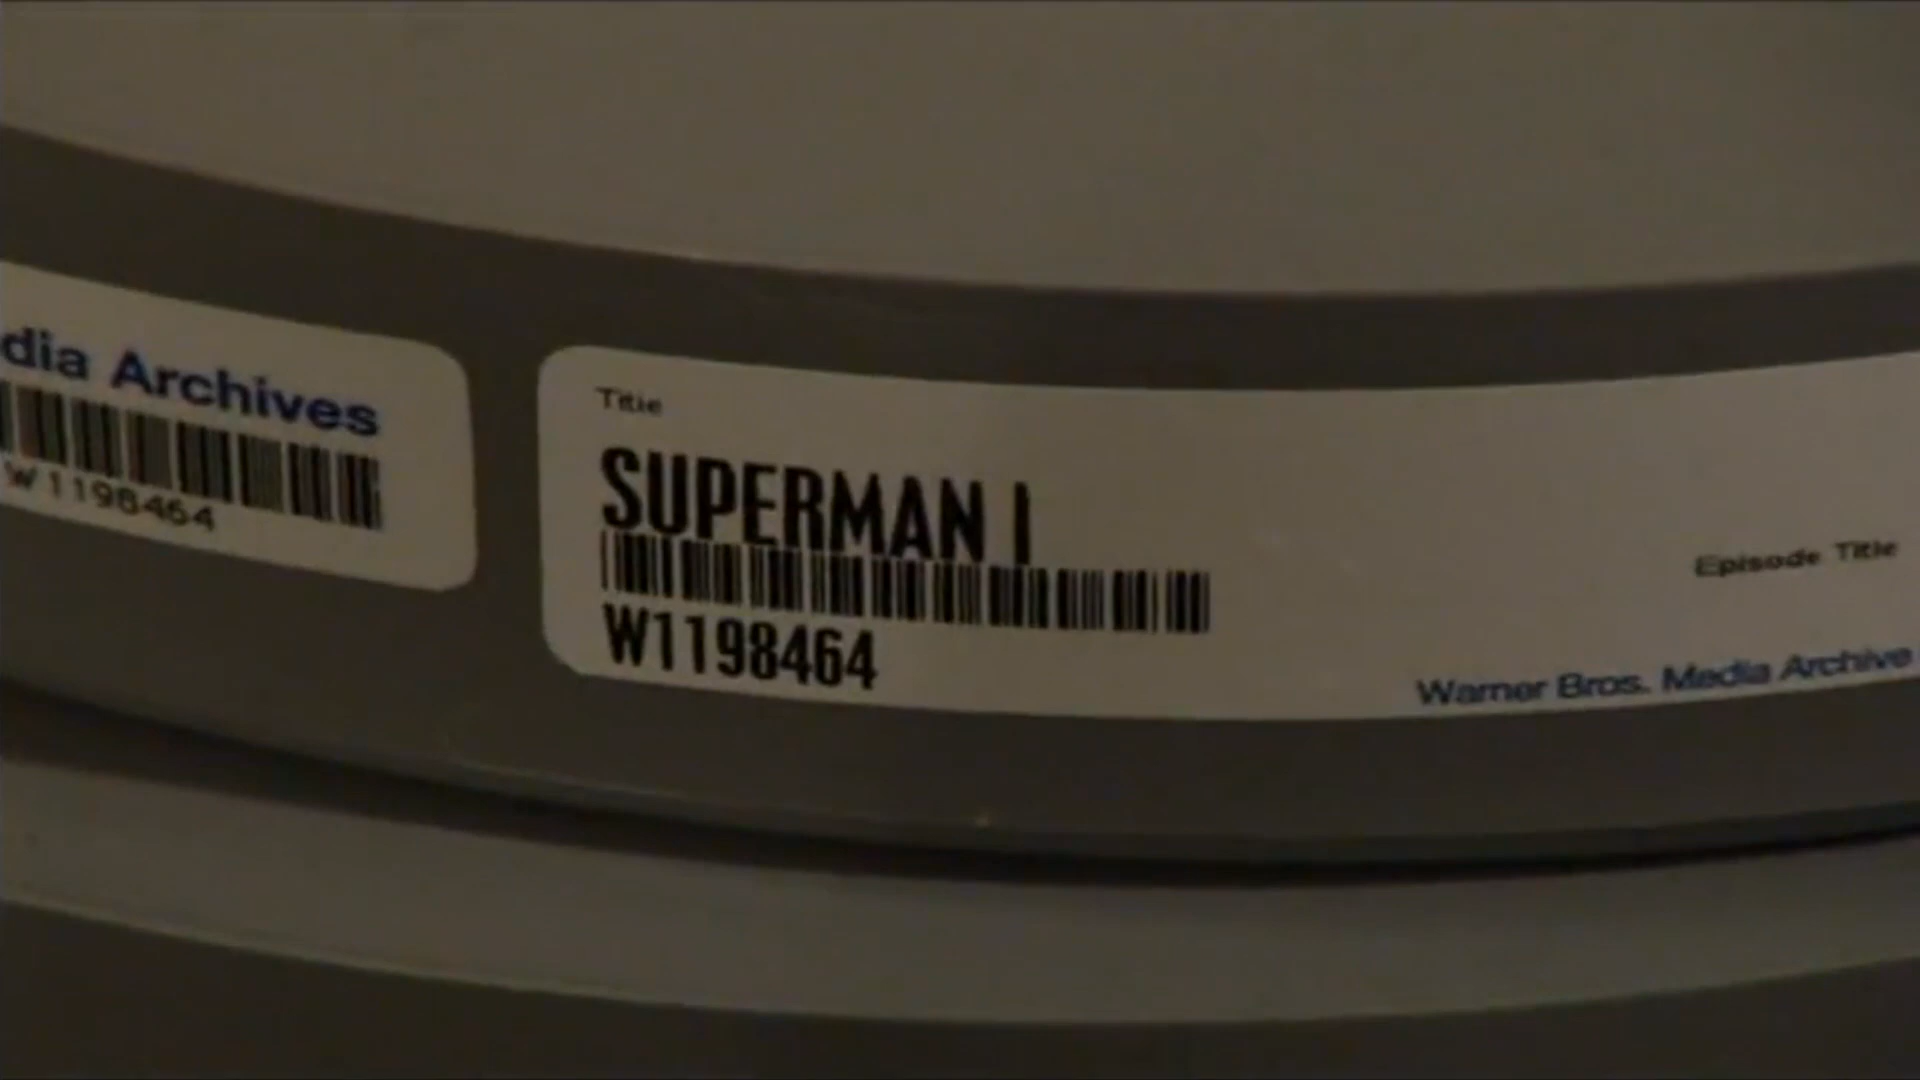 dia Archives
W1198464
Title
SUPERMAN I
W1198464
Episode Title
Warner Bros. Media Archive